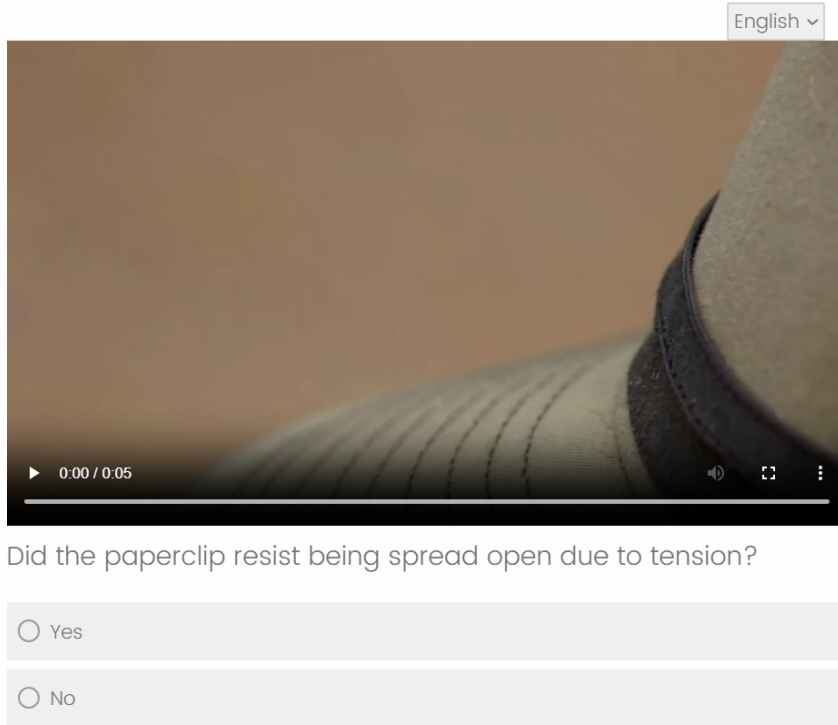 English
0:00 / 0:05
Did the paperclip resist being spread open due to tension?
Yes
No